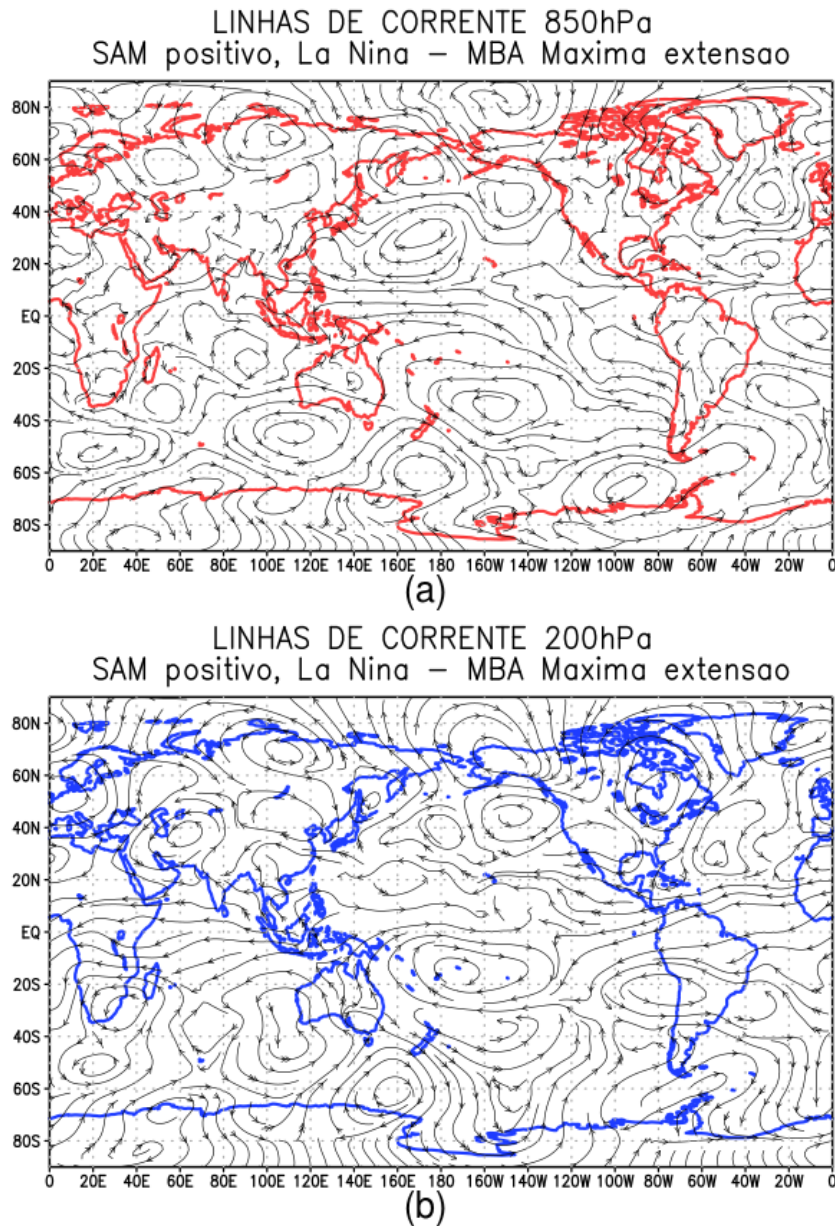 LINHAS DE CORRENTE 850hPa
SAM positivo, La Nina – MBA Maxima extensao
80N
60N
40N
20N
EQ
20S
40S
60S
80S
0 20E 40E 60E 80E 100E 120E 140E 160E 180 160W 140W 120W 100W 80W 60W 40W 20W 0
(a)
LINHAS DE CORRENTE 200hPa
SAM positivo, La Nina – MBA Maxima extensao
80N
60N
40N
20N
EQ
20S
40S
60S
80S
0 20E 40E 60E 80E 100E 120E 140E 160E 180 160W 140W 120W 100W 80W 60W 40W 20W 0
(b)